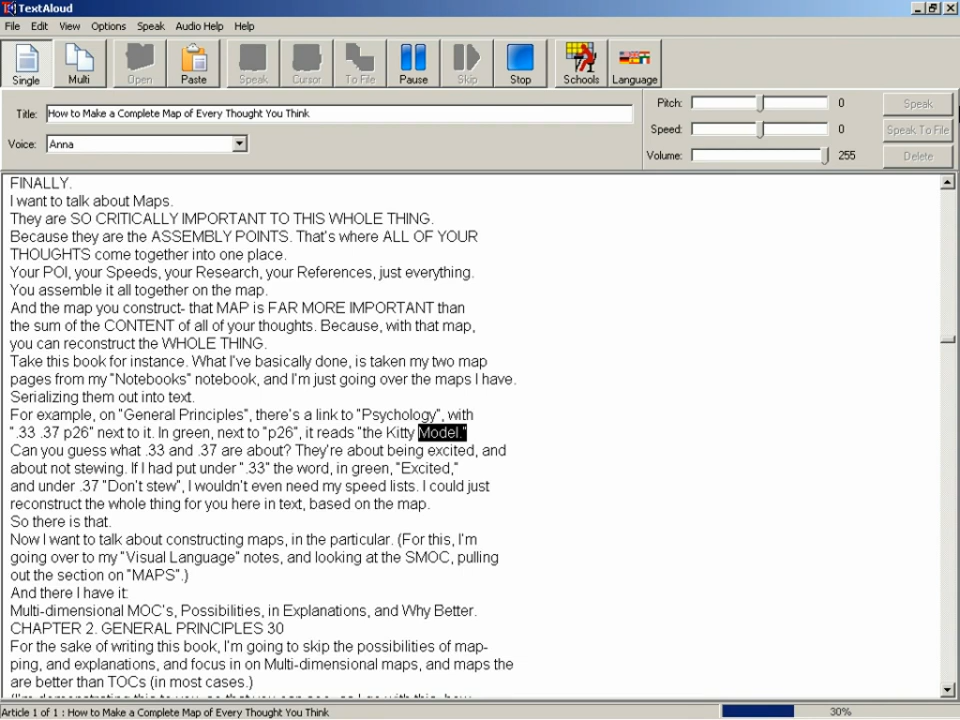 TextAloud
File Edit View Options Speak Audio Help Help
Single Multi Open Paste Speak Cursor To File Pause Skip Stop Schools Language
Title: How to Make a Complete Map of Every Thought You Think
Voice: Anna
Pitch: 0 Speak
Speed: 0 Speak To File
Volume: 255 Delete
FINALLY.
I want to talk about Maps.
They are SO CRITICALLY IMPORTANT TO THIS WHOLE THING.
Because they are the ASSEMBLY POINTS. That's where ALL OF YOUR
THOUGHTS come together into one place.
Your POI, your Speeds, your Research, your References, just everything.
You assemble it all together on the map.
And the map you construct- that MAP is FAR MORE IMPORTANT than
the sum of the CONTENT of all of your thoughts. Because, with that map,
you can reconstruct the WHOLE THING.
Take this book for instance. What I've basically done, is taken my two map
pages from my "Notebooks" notebook, and I'm just going over the maps I have.
Serializing them out into text.
For example, on "General Principles", there's a link to "Psychology", with
".33 .37 p26" next to it. In green, next to "p26", it reads "the Kitty Model."
Can you guess what .33 and .37 are about? They're about being excited, and
about not stewing. If I had put under ".33" the word, in green, "Excited,"
and under .37 "Don't stew", I wouldn't even need my speed lists. I could just
reconstruct the whole thing for you here in text, based on the map.
So there is that.
Now I want to talk about constructing maps, in the particular. (For this, I'm
going over to my "Visual Language" notes, and looking at the SMOC, pulling
out the section on "MAPS".)
And there I have it:
Multi-dimensional MOC's, Possibilities, in Explanations, and Why Better.
CHAPTER 2. GENERAL PRINCIPLES 30
For the sake of writing this book, I'm going to skip the possibilities of map-
ping, and explanations, and focus in on Multi-dimensional maps, and maps the
are better than TOCs (in most cases.)
(I'm demonstrating this to you, so that you can see, as I go with this, how
Article 1 of 1 : How to Make a Complete Map of Every Thought You Think 30%